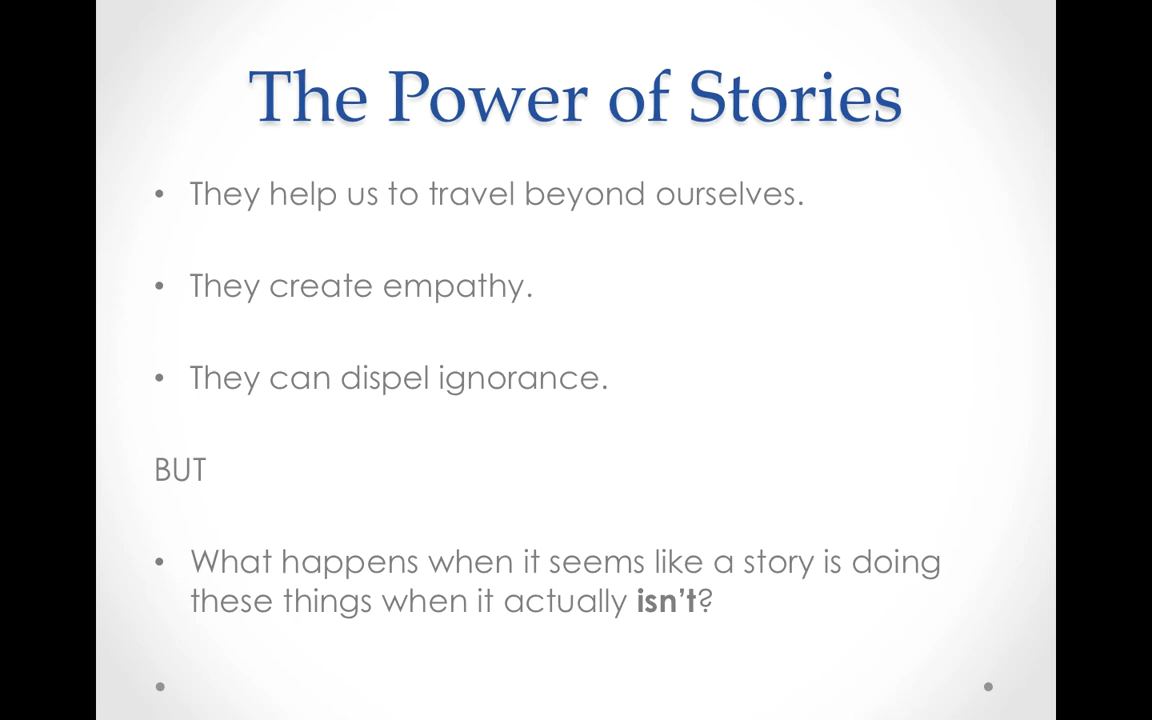 The Power of Stories
• They help us to travel beyond ourselves.
• They create empathy.
• They can dispel ignorance.
BUT
• What happens when it seems like a story is doing
these things when it actually isn’t?